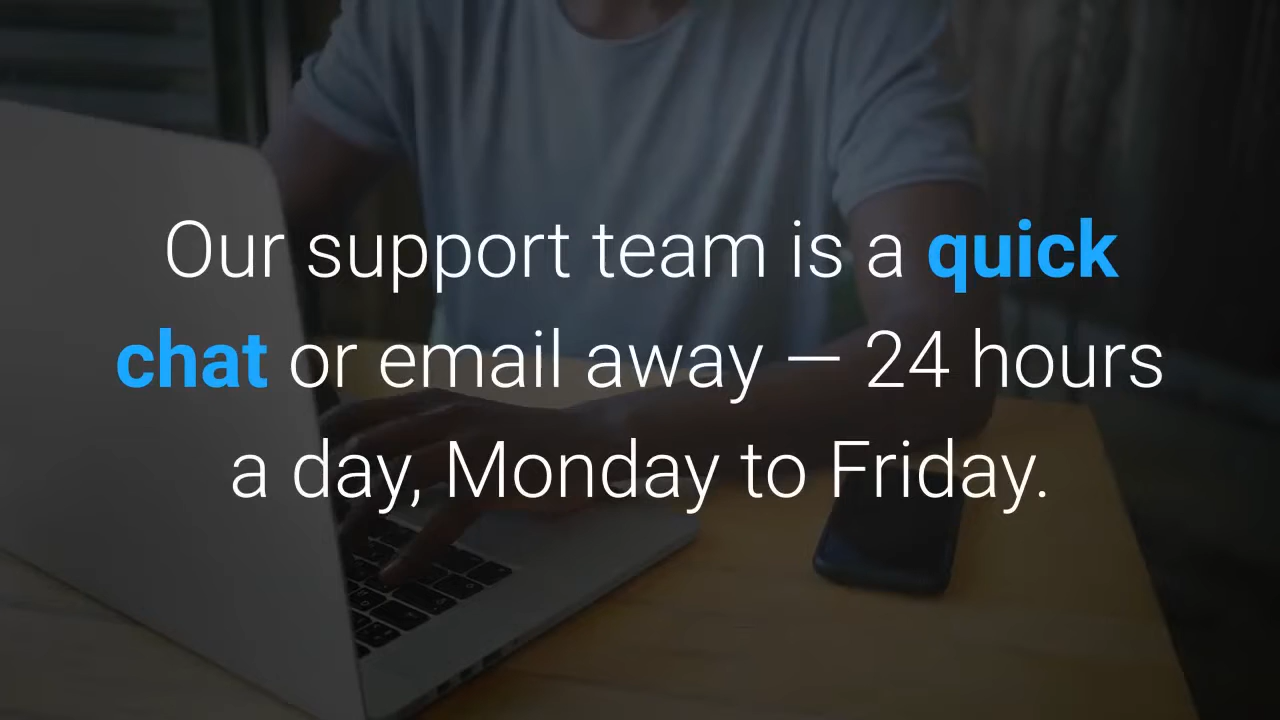 Our support team is a quick
chat or email away — 24 hours
a day, Monday to Friday.